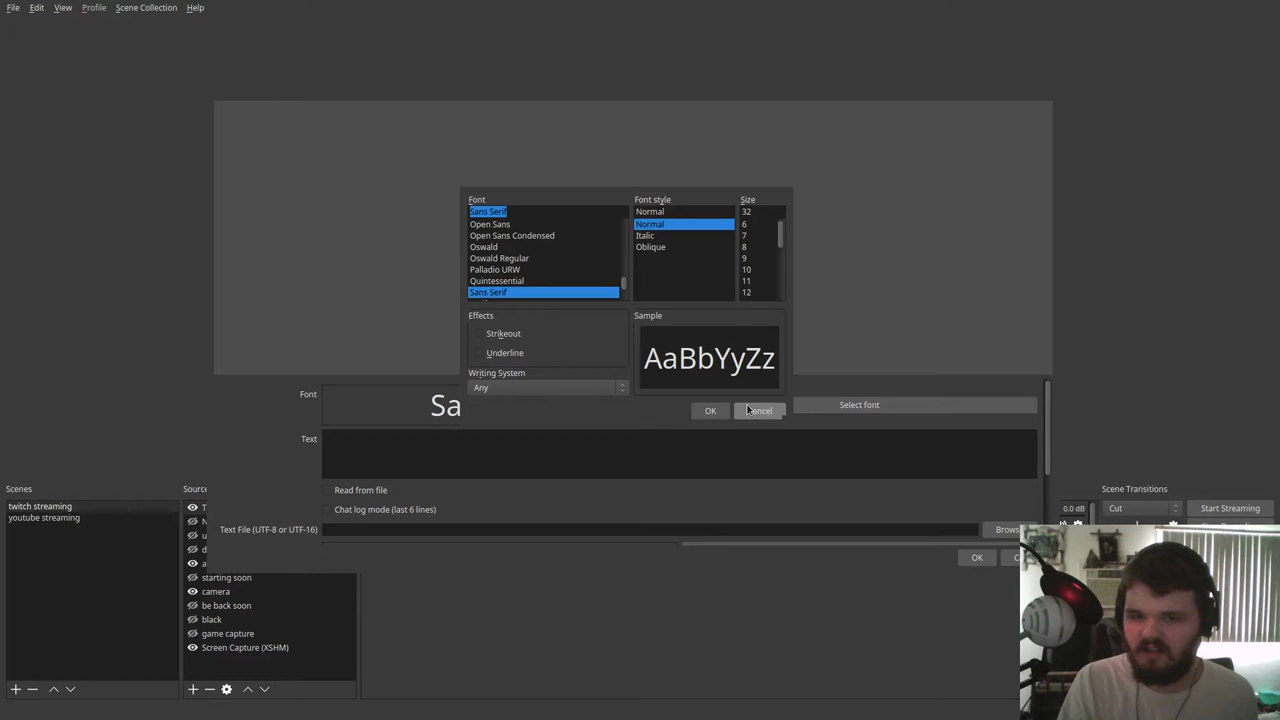 File Edit View Profile Scene Collection Help
Font Font style Size
Sans Serif Normal 32
Open Sans Normal 6
Open Sans Condensed Italic 7
Oswald Oblique 8
Oswald Regular 9
Palladio URW 10
Quintessential 11
Sans Serif 12
Effects Sample
Strikeout
Underline
AaBbYyZz
Writing System
Any
OK Cancel
Font Sa Select font
Text
Read from file
Chat log mode (last 6 lines)
Text File (UTF-8 or UTF-16) Brows
OK C
Scenes Source Scene Transitions
twitch streaming T 0.0 dB Cut Start Streaming
youtube streaming N
u
d
a
starting soon
camera
be back soon
black
game capture
Screen Capture (XSHM)